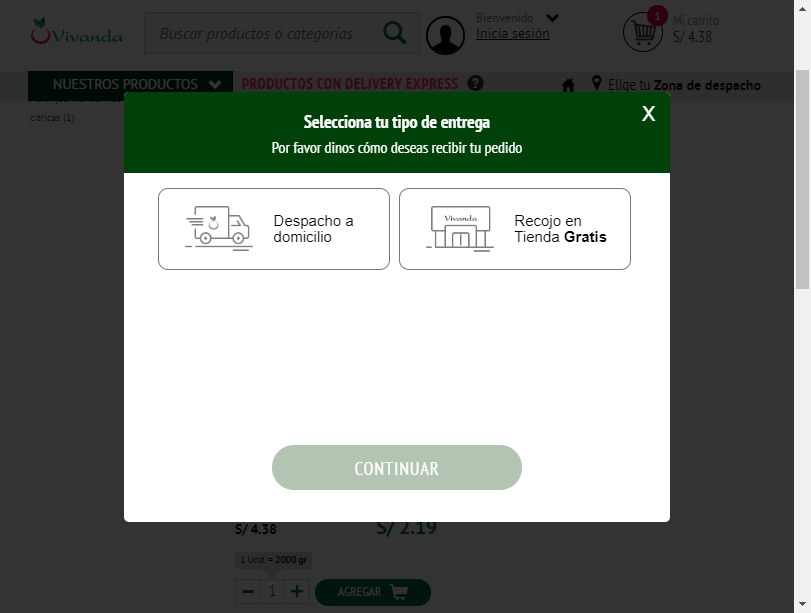 Vivanda
Buscar productos o categorías
Bienvenido
Inicia sesión
1
Mi carrito
S/ 4.38
NUESTROS PRODUCTOS
PRODUCTOS CON DELIVERY EXPRESS ?
Elige tu Zona de despacho
cítricas (1)
Selecciona tu tipo de entrega
X
Por favor dinos cómo deseas recibir tu pedido
Despacho a
domicilio
Vivanda
Recojo en
Tienda Gratis
CONTINUAR
S/ 4.38
S/ 2.19
1 Und. = 2000 gr
− 1 +
AGREGAR